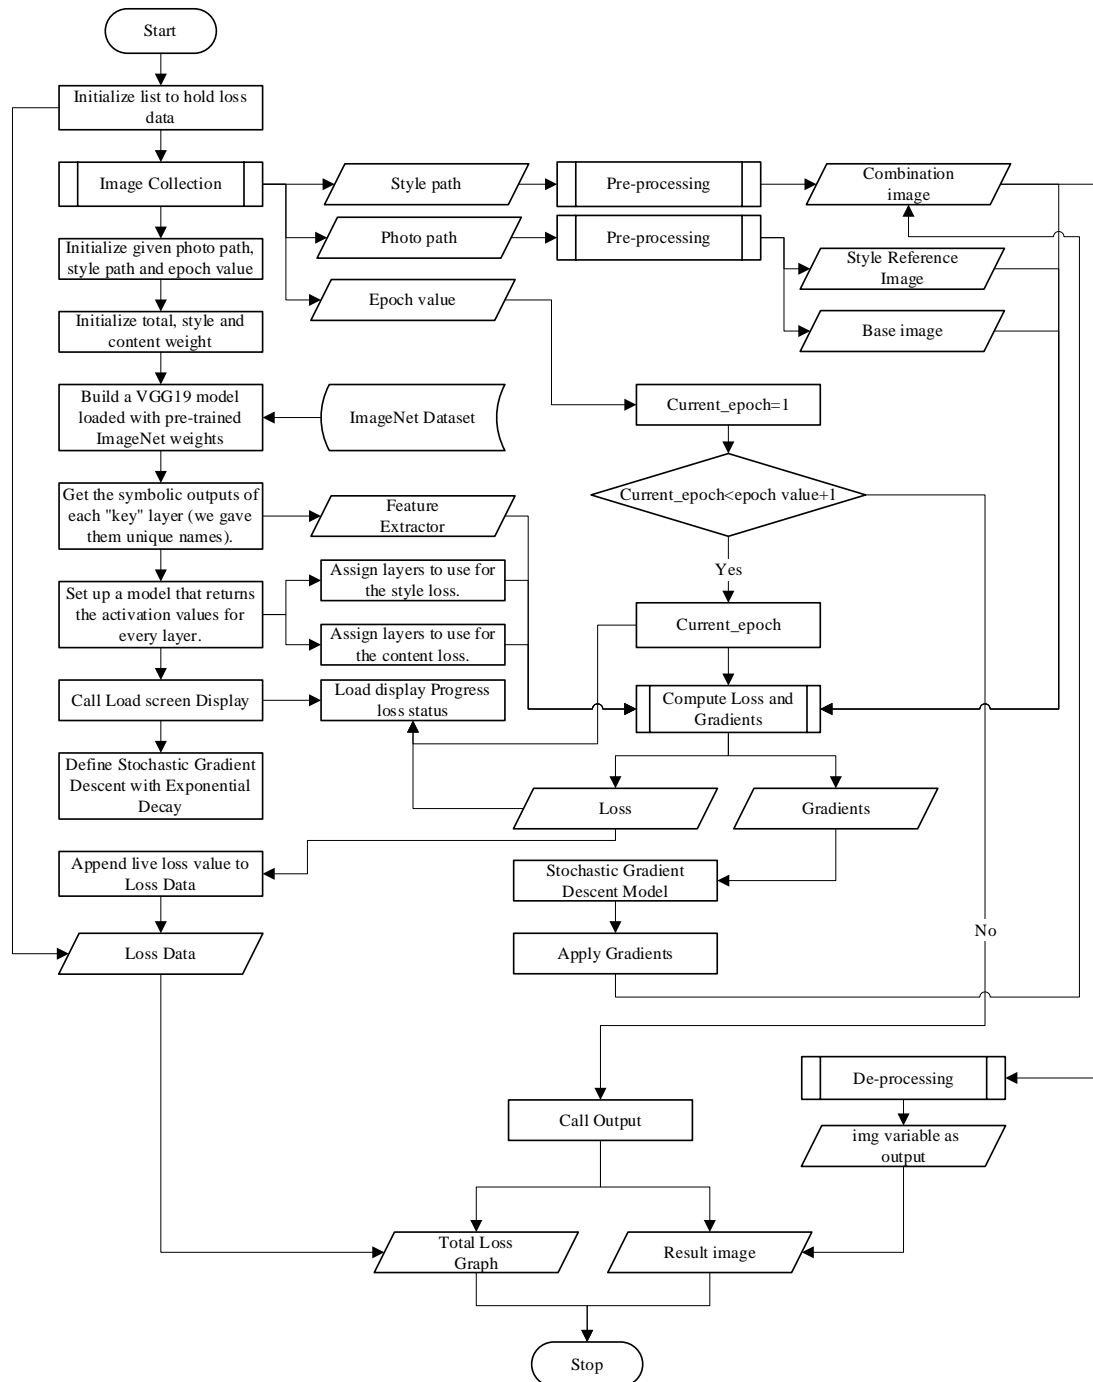 Start
Initialize list to hold loss
data
Image Collection
Style path
Pre-processing
Combination
image
Initialize given photo path,
style path and epoch value
Photo path
Pre-processing
Style Reference
Image
Epoch value
Initialize total, style and
content weight
Base image
Build a VGG19 model
loaded with pre-trained
ImageNet weights
ImageNet Dataset
Current_epoch=1
Get the symbolic outputs of
each "key" layer (we gave
them unique names).
Feature
Extractor
Current_epoch<epoch value+1
Yes
Set up a model that returns
the activation values for
every layer.
Assign layers to use for
the style loss.
Assign layers to use for
the content loss.
Current_epoch
Call Load screen Display
Load display Progress
loss status
Compute Loss and
Gradients
Define Stochastic Gradient
Descent with Exponential
Decay
Loss
Gradients
Append live loss value to
Loss Data
Stochastic Gradient
Descent Model
Loss Data
Apply Gradients
No
De-processing
Call Output
img variable as
output
Total Loss
Graph
Result image
Stop